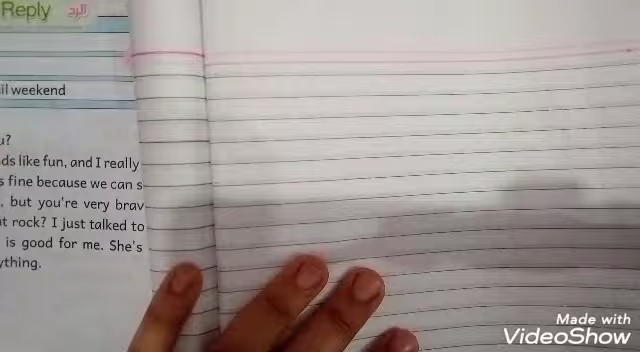 Reply الرد
il weekend
u?
ds like fun, and I really
s fine because we can s
, but you're very brav
t rock? I just talked to
is good for me. She's
ything.
Made with
VideoShow